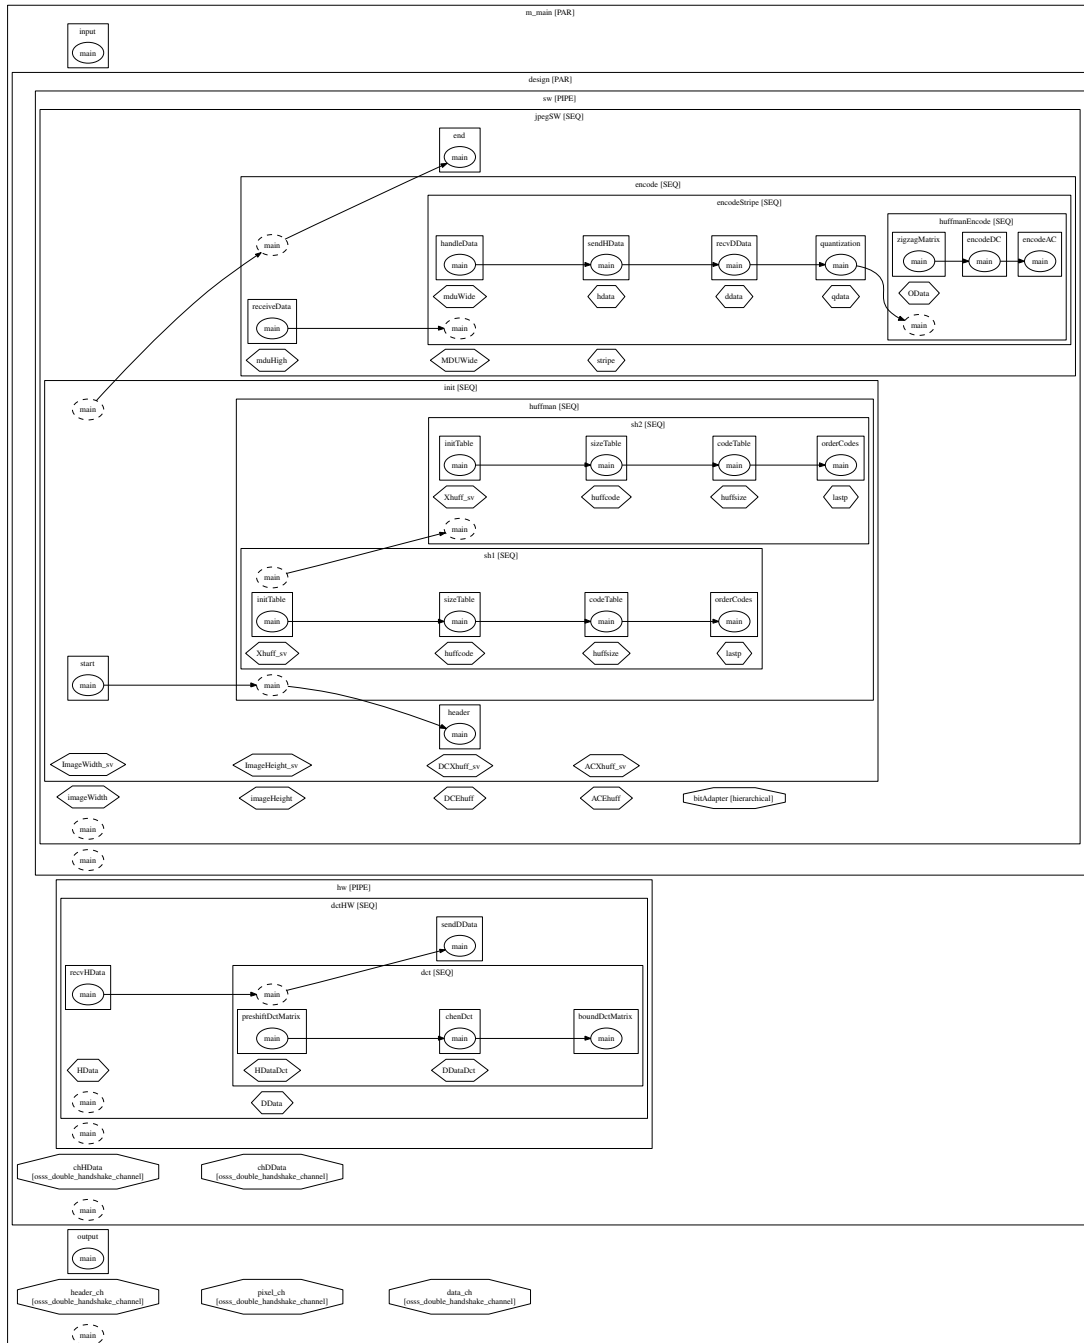 m_main [PAR]
input
main
design [PAR]
sw [PIPE]
jpegSW [SEQ]
end
main
encode [SEQ]
encodeStripe [SEQ]
huffmanEncode [SEQ]
main
handleData
main
sendHData
main
recvDData
main
quantization
main
zigzagMatrix
main
encodeDC
main
encodeAC
main
mduWide
hdata
ddata
qdata
OData
receiveData
main
main
main
mduHigh
MDUWide
stripe
init [SEQ]
main
huffman [SEQ]
sh2 [SEQ]
initTable
main
sizeTable
main
codeTable
main
orderCodes
main
Xhuff_sv
huffcode
huffsize
lastp
main
sh1 [SEQ]
main
initTable
main
sizeTable
main
codeTable
main
orderCodes
main
Xhuff_sv
huffcode
huffsize
lastp
start
main
main
header
main
ImageWidth_sv
ImageHeight_sv
DCXhuff_sv
ACXhuff_sv
imageWidth
imageHeight
DCEhuff
ACEhuff
bitAdapter [hierarchical]
main
main
hw [PIPE]
dctHW [SEQ]
sendDData
main
recvHData
main
dct [SEQ]
main
preshiftDctMatrix
main
chenDct
main
boundDctMatrix
main
HData
HDataDct
DDataDct
main
DData
main
chHData
[osss_double_handshake_channel]
chDData
[osss_double_handshake_channel]
main
output
main
header_ch
[osss_double_handshake_channel]
pixel_ch
[osss_double_handshake_channel]
data_ch
[osss_double_handshake_channel]
main